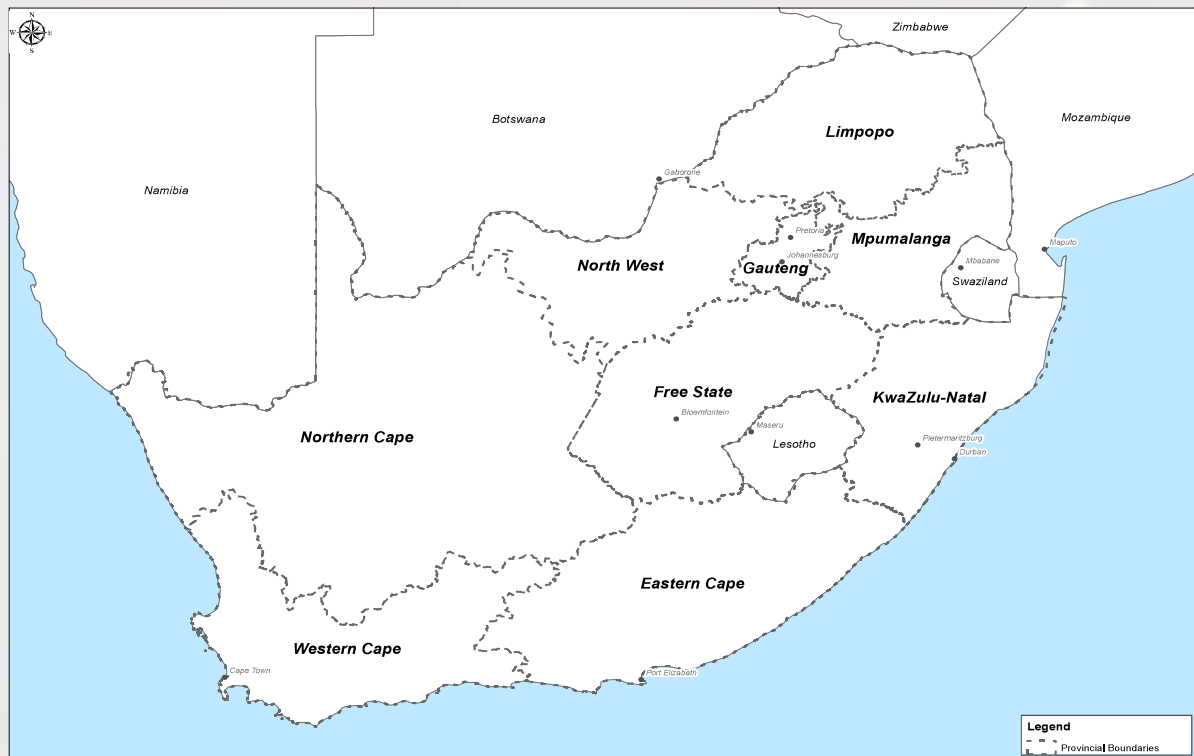 N
W E
S
Zimbabwe
Botswana
Mozambique
Limpopo
Gaborone
Namibia
Pretoria
Mpumalanga
Maputo
Johannesburg
North West
Gauteng
Mbabane
Swaziland
Free State
KwaZulu-Natal
Bloemfontein
Maseru
Northern Cape
Lesotho
Pietermaritzburg
Durban
Eastern Cape
Western Cape
Cape Town
Port Elizabeth
Legend
Provincial Boundaries